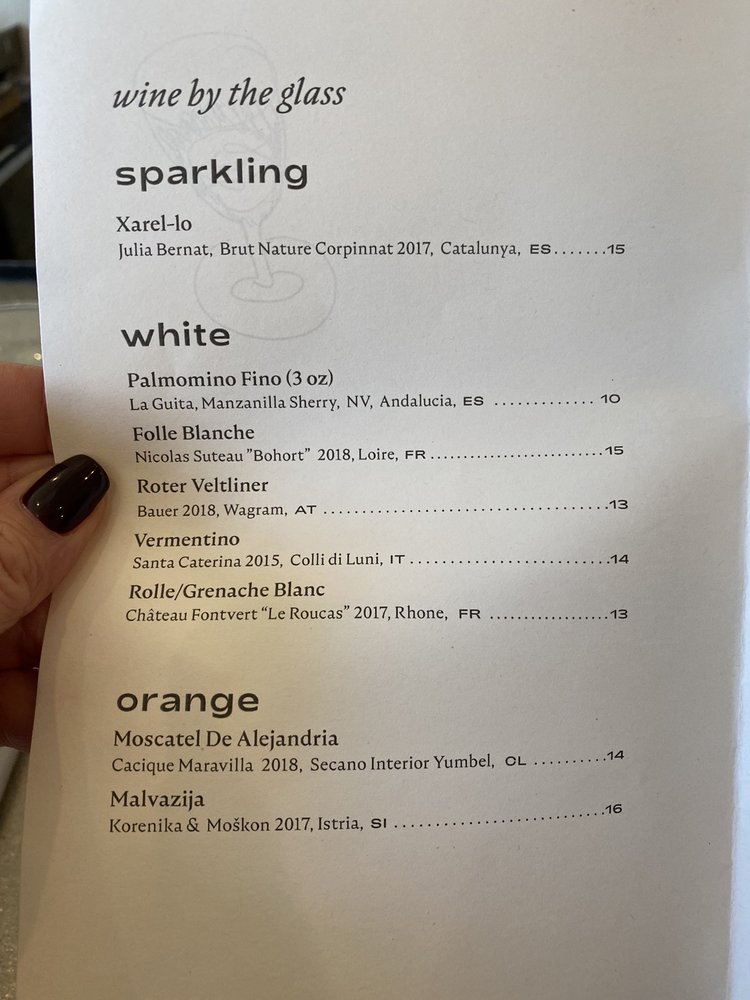 wine by the glass
sparkling
Xarel-lo
Julia Bernat, Brut Nature Corpinnat 2017, Catalunya, ES.......15
white
Palmomino Fino (3 oz)
La Guita, Manzanilla Sherry, NV, Andalucia, ES ............. 10
Folle Blanche
Nicolas Suteau "Bohort" 2018, Loire, FR ...........................15
Roter Veltliner
Bauer 2018, Wagram, AT ............................................13
Vermentino
Santa Caterina 2015, Colli di Luni, IT ...............................14
Rolle/Grenache Blanc
Château Fontvert “Le Roucas” 2017, Rhone, FR ...................13
orange
Moscatel De Alejandria
Cacique Maravilla 2018, Secano Interior Yumbel, CL ..........14
Malvazija
Korenika & Moškon 2017, Istria, SI .................................16